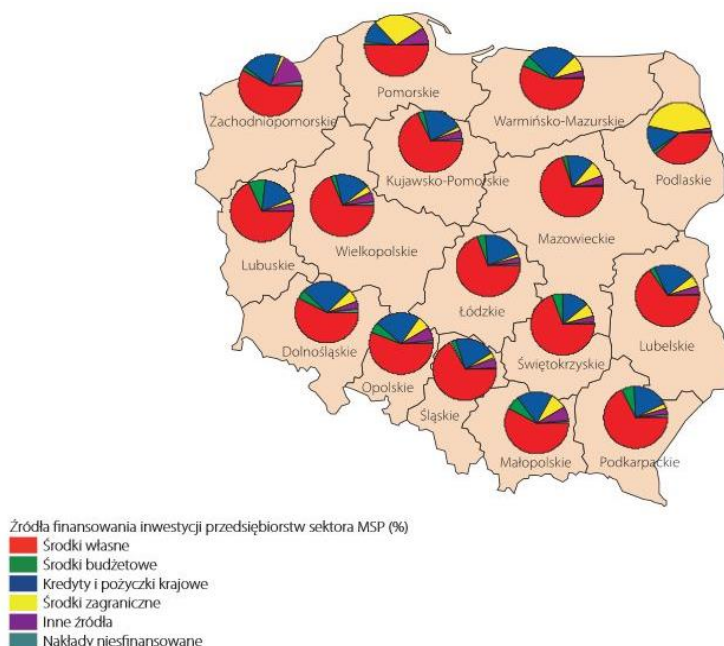 Pomorskie
Zachodniopomorskie
Warmińsko-Mazurskie
Kujawsko-Pomorskie
Podlaskie
Mazowieckie
Wielkopolskie
Lubuskie
Łódzkie
Lubelskie
Dolnośląskie
Świętokrzyskie
Opolskie
Śląskie
Małopolskie
Podkarpackie
Źródła finansowania inwestycji przedsiębiorstw sektora MSP (%)
Środki własne
Środki budżetowe
Kredyty i pożyczki krajowe
Środki zagraniczne
Inne źródła
Nakłady niesfinansowane